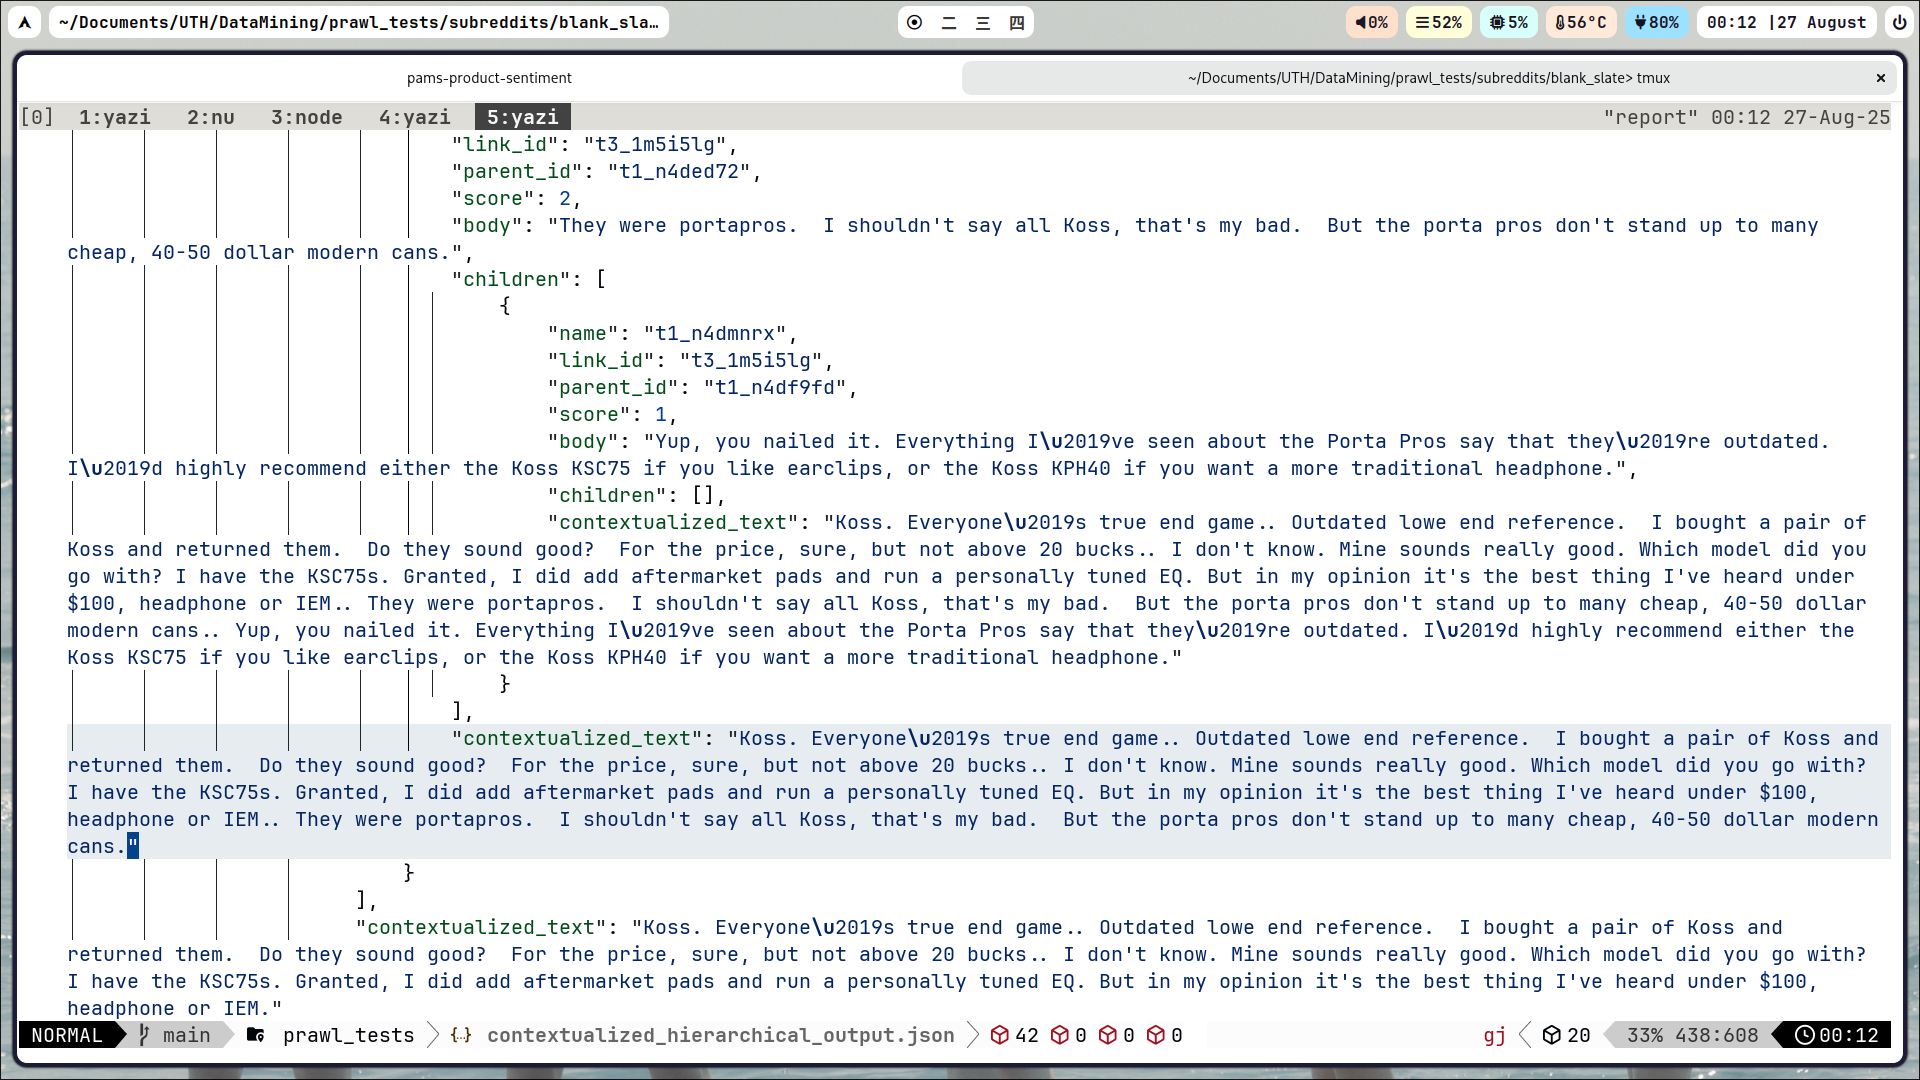 ~/Documents/UTH/DataMining/prawl_tests/subreddits/blank_sla…
二 三 四
0% 52% 5% 56°C 80% 00:12 |27 August
pams-product-sentiment
~/Documents/UTH/DataMining/prawl_tests/subreddits/blank_slate> tmux
[0] 1:yazi 2:nu 3:node 4:yazi 5:yazi "report" 00:12 27-Aug-25
"link_id": "t3_1m5i5lg",
"parent_id": "t1_n4ded72",
"score": 2,
"body": "They were portapros.  I shouldn't say all Koss, that's my bad.  But the porta pros don't stand up to many
cheap, 40-50 dollar modern cans.",
"children": [
{
"name": "t1_n4dmnrx",
"link_id": "t3_1m5i5lg",
"parent_id": "t1_n4df9fd",
"score": 1,
"body": "Yup, you nailed it. Everything I\u2019ve seen about the Porta Pros say that they\u2019re outdated.
I\u2019d highly recommend either the Koss KSC75 if you like earclips, or the Koss KPH40 if you want a more traditional headphone.",
"children": [],
"contextualized_text": "Koss. Everyone\u2019s true end game.. Outdated lowe end reference.  I bought a pair of
Koss and returned them.  Do they sound good?  For the price, sure, but not above 20 bucks.. I don't know. Mine sounds really good. Which model did you
go with? I have the KSC75s. Granted, I did add aftermarket pads and run a personally tuned EQ. But in my opinion it's the best thing I've heard under
$100, headphone or IEM.. They were portapros.  I shouldn't say all Koss, that's my bad.  But the porta pros don't stand up to many cheap, 40-50 dollar
modern cans.. Yup, you nailed it. Everything I\u2019ve seen about the Porta Pros say that they\u2019re outdated. I\u2019d highly recommend either the
Koss KSC75 if you like earclips, or the Koss KPH40 if you want a more traditional headphone."
}
],
"contextualized_text": "Koss. Everyone\u2019s true end game.. Outdated lowe end reference.  I bought a pair of Koss and
returned them.  Do they sound good?  For the price, sure, but not above 20 bucks.. I don't know. Mine sounds really good. Which model did you go with?
I have the KSC75s. Granted, I did add aftermarket pads and run a personally tuned EQ. But in my opinion it's the best thing I've heard under $100,
headphone or IEM.. They were portapros.  I shouldn't say all Koss, that's my bad.  But the porta pros don't stand up to many cheap, 40-50 dollar modern
cans."
}
],
"contextualized_text": "Koss. Everyone\u2019s true end game.. Outdated lowe end reference.  I bought a pair of Koss and
returned them.  Do they sound good?  For the price, sure, but not above 20 bucks.. I don't know. Mine sounds really good. Which model did you go with?
I have the KSC75s. Granted, I did add aftermarket pads and run a personally tuned EQ. But in my opinion it's the best thing I've heard under $100,
headphone or IEM."
NORMAL main prawl_tests {..} contextualized_hierarchical_output.json 42 0 0 0 gj 20 33% 438:608 00:12